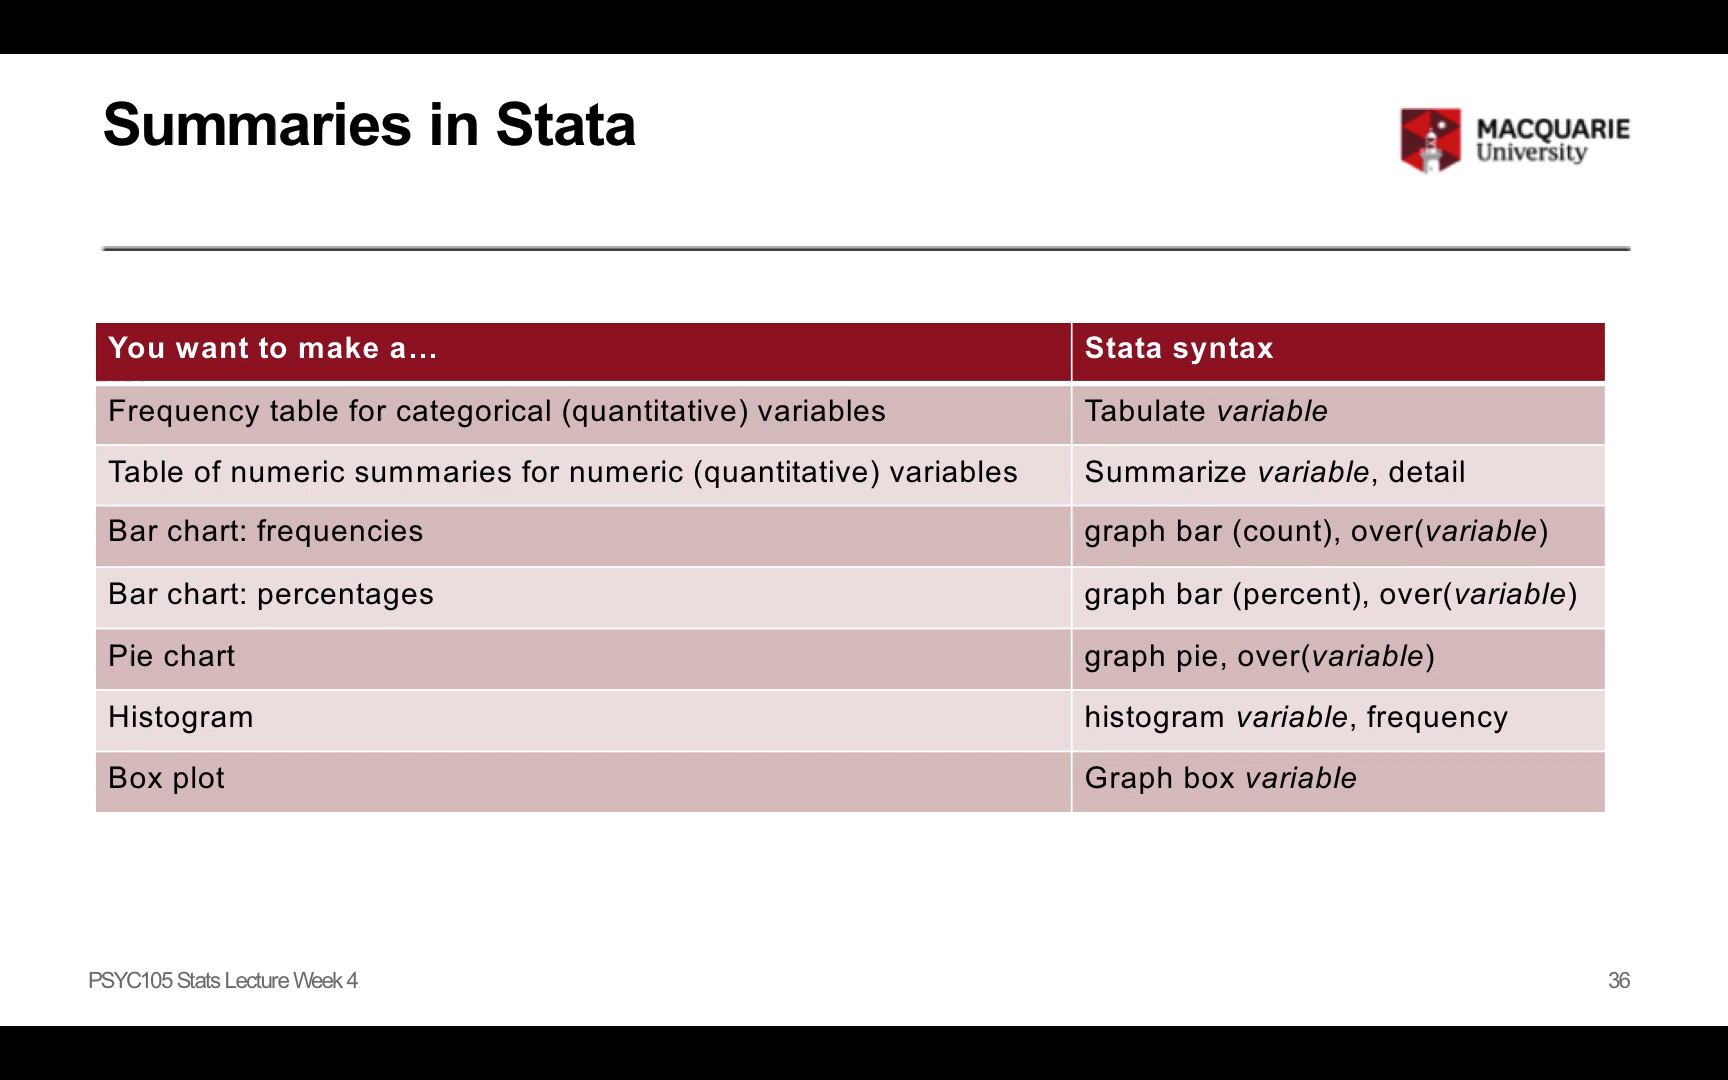 Summaries in Stata
MACQUARIE
University
You want to make a…
Stata syntax
Frequency table for categorical (quantitative) variables
Tabulate variable
Table of numeric summaries for numeric (quantitative) variables
Summarize variable, detail
Bar chart: frequencies
graph bar (count), over(variable)
Bar chart: percentages
graph bar (percent), over(variable)
Pie chart
graph pie, over(variable)
Histogram
histogram variable, frequency
Box plot
Graph box variable
PSYC105 Stats Lecture Week 4
36